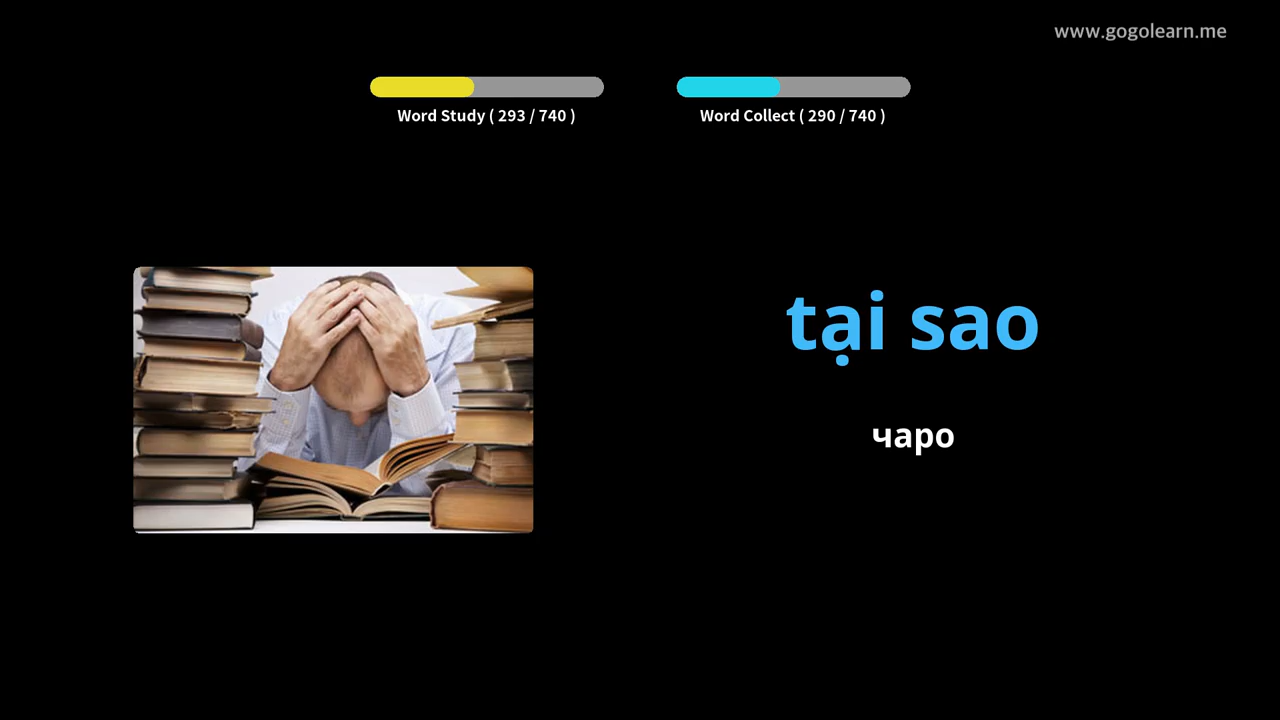 www.gogolearn.me
Word Study ( 293 / 740 )
Word Collect ( 290 / 740 )
tại sao
чаро